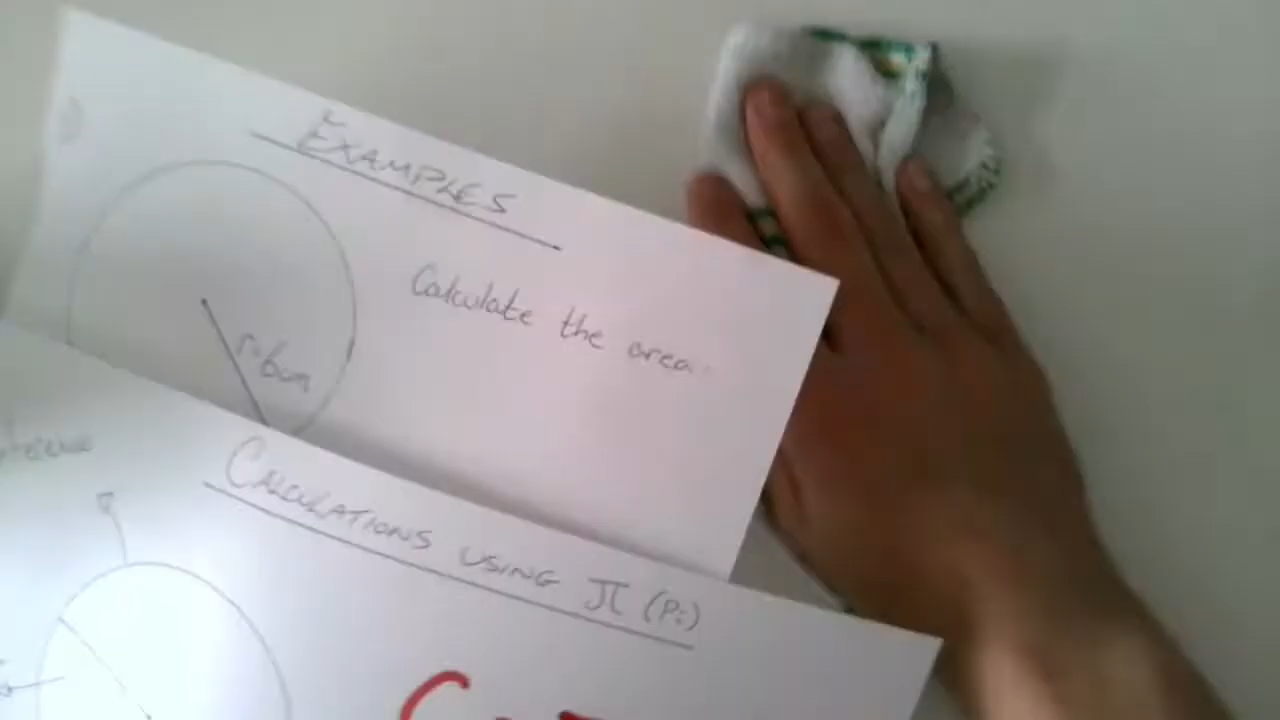 EXAMPLES
Calculate the area
r=6cm
CALCULATIONS USING π (Pi)
C